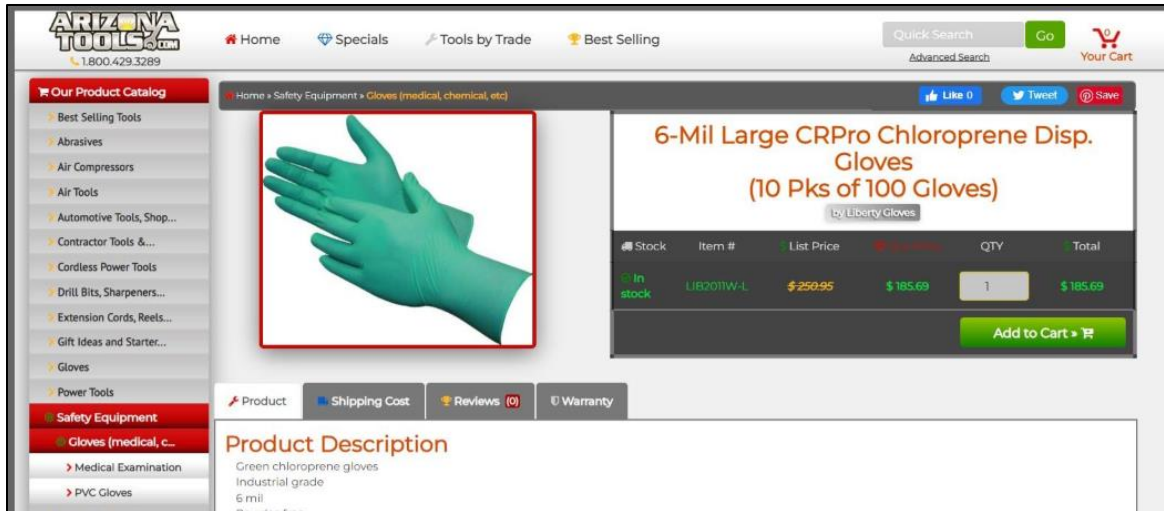 ARIZONA
TOOLS.COM
1.800.429.3289
Home
Specials
Tools by Trade
Best Selling
Quick Search
Go
Advanced Search
0
Your Cart
Our Product Catalog
Best Selling Tools
Abrasives
Air Compressors
Air Tools
Automotive Tools, Shop...
Contractor Tools &...
Cordless Power Tools
Drill Bits, Sharpeners...
Extension Cords, Reels...
Gift Ideas and Starter...
Gloves
Power Tools
Safety Equipment
Gloves (medical, c...
Medical Examination
PVC Gloves
Home » Safety Equipment » Gloves (medical, chemical, etc)
Like 0
Tweet
Save
6-Mil Large CRPro Chloroprene Disp.
Gloves
(10 Pks of 100 Gloves)
by Liberty Gloves
Stock Item # $ List Price QTY $ Total
In
stock LIB2011W-L $ 250.95 $ 185.69 1 $ 185.69
Add to Cart »
Product
Shipping Cost
Reviews (0)
Warranty
Product Description
Green chloroprene gloves
Industrial grade
6 mil